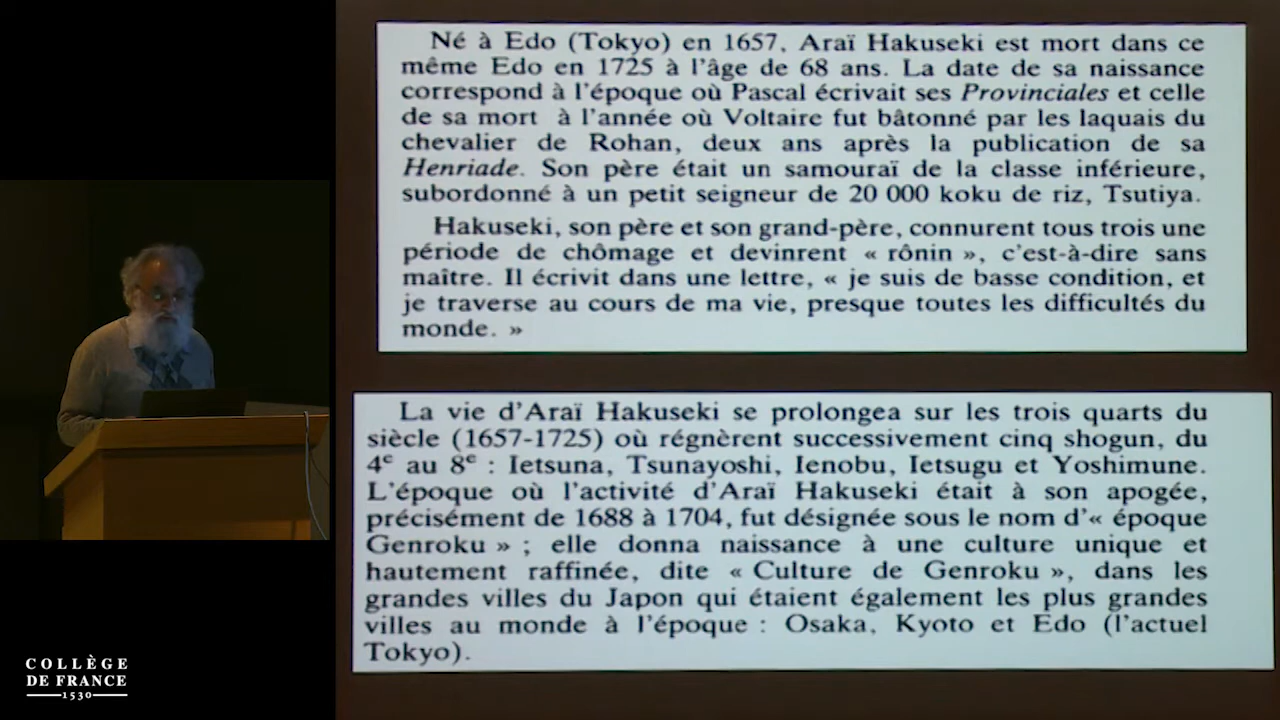 Né à Edo (Tokyo) en 1657, Araï Hakuseki est mort dans ce
même Edo en 1725 à l'âge de 68 ans. La date de sa naissance
correspond à l'époque où Pascal écrivait ses Provinciales et celle
de sa mort à l'année où Voltaire fut bâtonné par les laquais du
chevalier de Rohan, deux ans après la publication de sa
Henriade. Son père était un samouraï de la classe inférieure,
subordonné à un petit seigneur de 20 000 koku de riz, Tsutiya.
Hakuseki, son père et son grand-père, connurent tous trois une
période de chômage et devinrent « rônin », c'est-à-dire sans
maître. Il écrivit dans une lettre, « je suis de basse condition, et
je traverse au cours de ma vie, presque toutes les difficultés du
monde. »
La vie d'Araï Hakuseki se prolongea sur les trois quarts du
siècle (1657-1725) où régnèrent successivement cinq shogun, du
4e au 8e : Ietsuna, Tsunayoshi, Ienobu, Ietsugu et Yoshimune.
L'époque où l'activité d'Araï Hakuseki était à son apogée,
précisément de 1688 à 1704, fut désignée sous le nom d'« époque
Genroku » ; elle donna naissance à une culture unique et
hautement raffinée, dite « Culture de Genroku », dans les
grandes villes du Japon qui étaient également les plus grandes
villes au monde à l'époque : Osaka, Kyoto et Edo (l'actuel
Tokyo).
COLLÈGE
DE FRANCE
1530